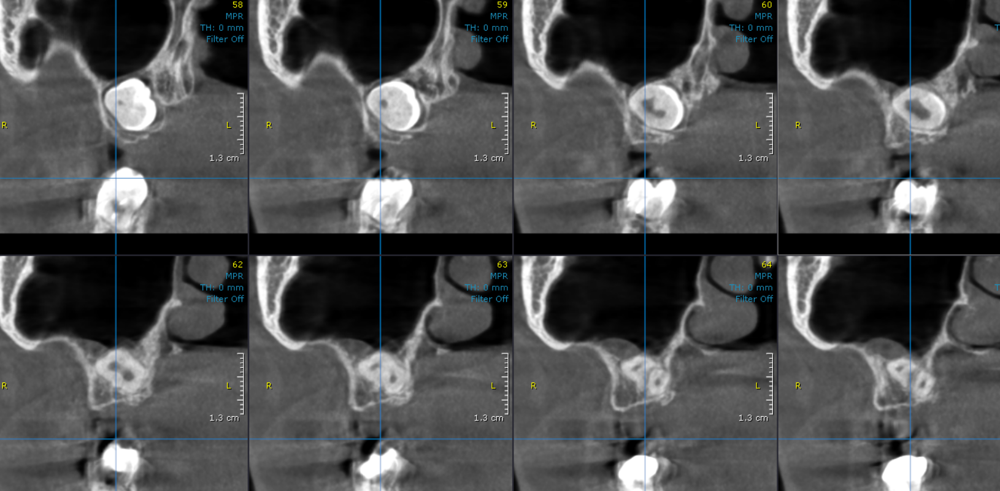 58
MPR
TH: 0 mm
Filter Off
R
L
1.3 cm
59
MPR
TH: 0 mm
Filter Off
R
L
1.3 cm
60
MPR
TH: 0 mm
Filter Off
R
L
1.3 cm
T
R
62
MPR
TH: 0 mm
Filter Off
R
L
1.3 cm
63
MPR
TH: 0 mm
Filter Off
R
L
1.3 cm
64
MPR
TH: 0 mm
Filter Off
R
L
1.3 cm
T
R